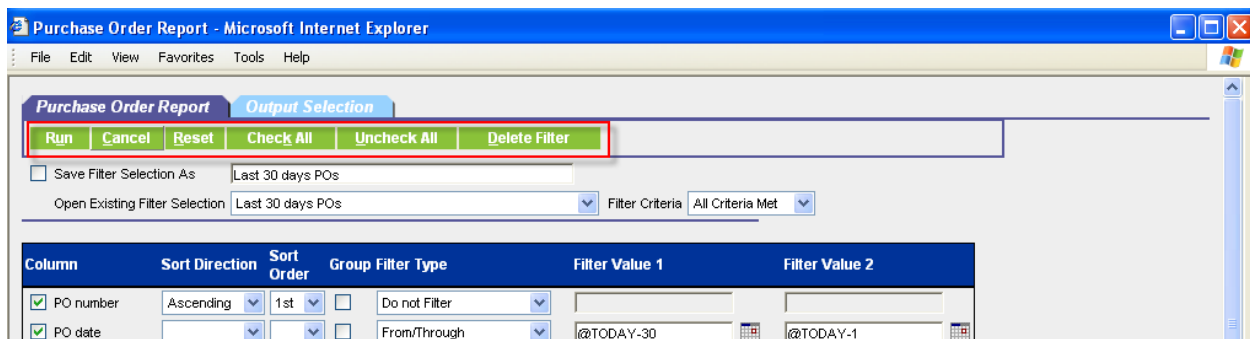 Purchase Order Report - Microsoft Internet Explorer
File Edit View Favorites Tools Help
Purchase Order Report Output Selection
Run Cancel Reset Check All Uncheck All Delete Filter
Save Filter Selection As Last 30 days POs
Open Existing Filter Selection Last 30 days POs Filter Criteria All Criteria Met
Column Sort Direction Sort Order Group Filter Type Filter Value 1 Filter Value 2
PO number Ascending 1st Do not Filter
PO date From/Through @TODAY-30 @TODAY-1